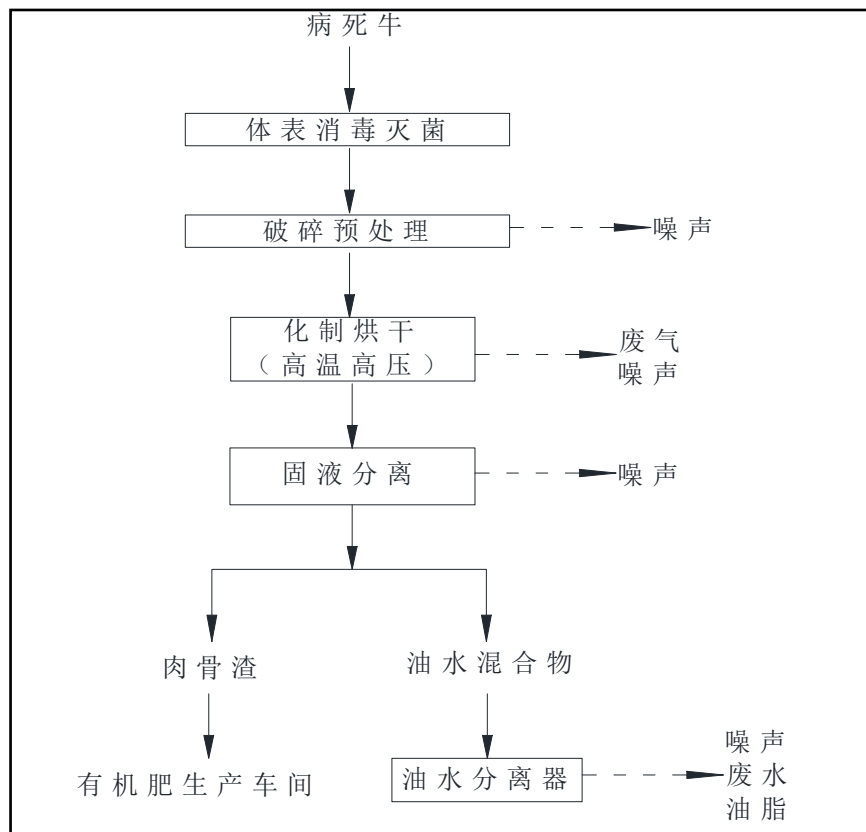 病死牛
体表消毒灭菌
破碎预处理
噪声
化制烘干
（高温高压）
废气
噪声
固液分离
噪声
肉骨渣
油水混合物
有机肥生产车间
油水分离器
噪声
废水
油脂